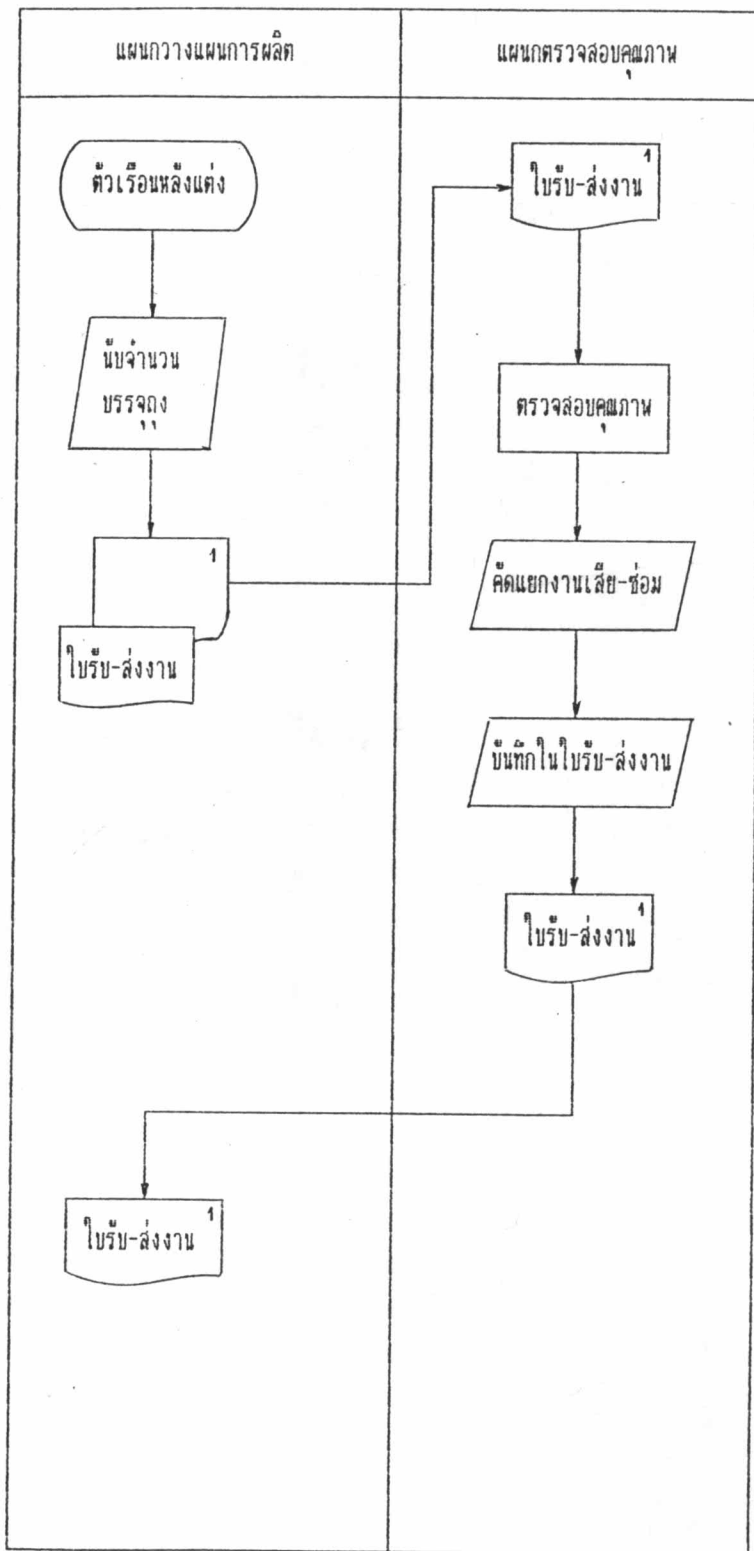 แผนกวางแผนการผลิต
แผนกตรวจสอบคุณภาพ
ตัวเรือนหลังแต่ง
นับจำนวน
บรรจุถุง
1
ใบรับ-ส่งงาน
1
ใบรับ-ส่งงาน
ตรวจสอบคุณภาพ
คัดแยกงานเสีย-ซ่อม
บันทึกในใบรับ-ส่งงาน
1
ใบรับ-ส่งงาน
1
ใบรับ-ส่งงาน